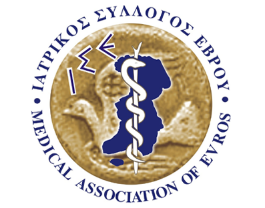 ΙΑΤΡΙΚΟΣ ΣΥΛΛΟΓΟΣ ΕΒΡΟΥ
ΙΣΕ
MEDICAL ASSOCIATION OF EVROS